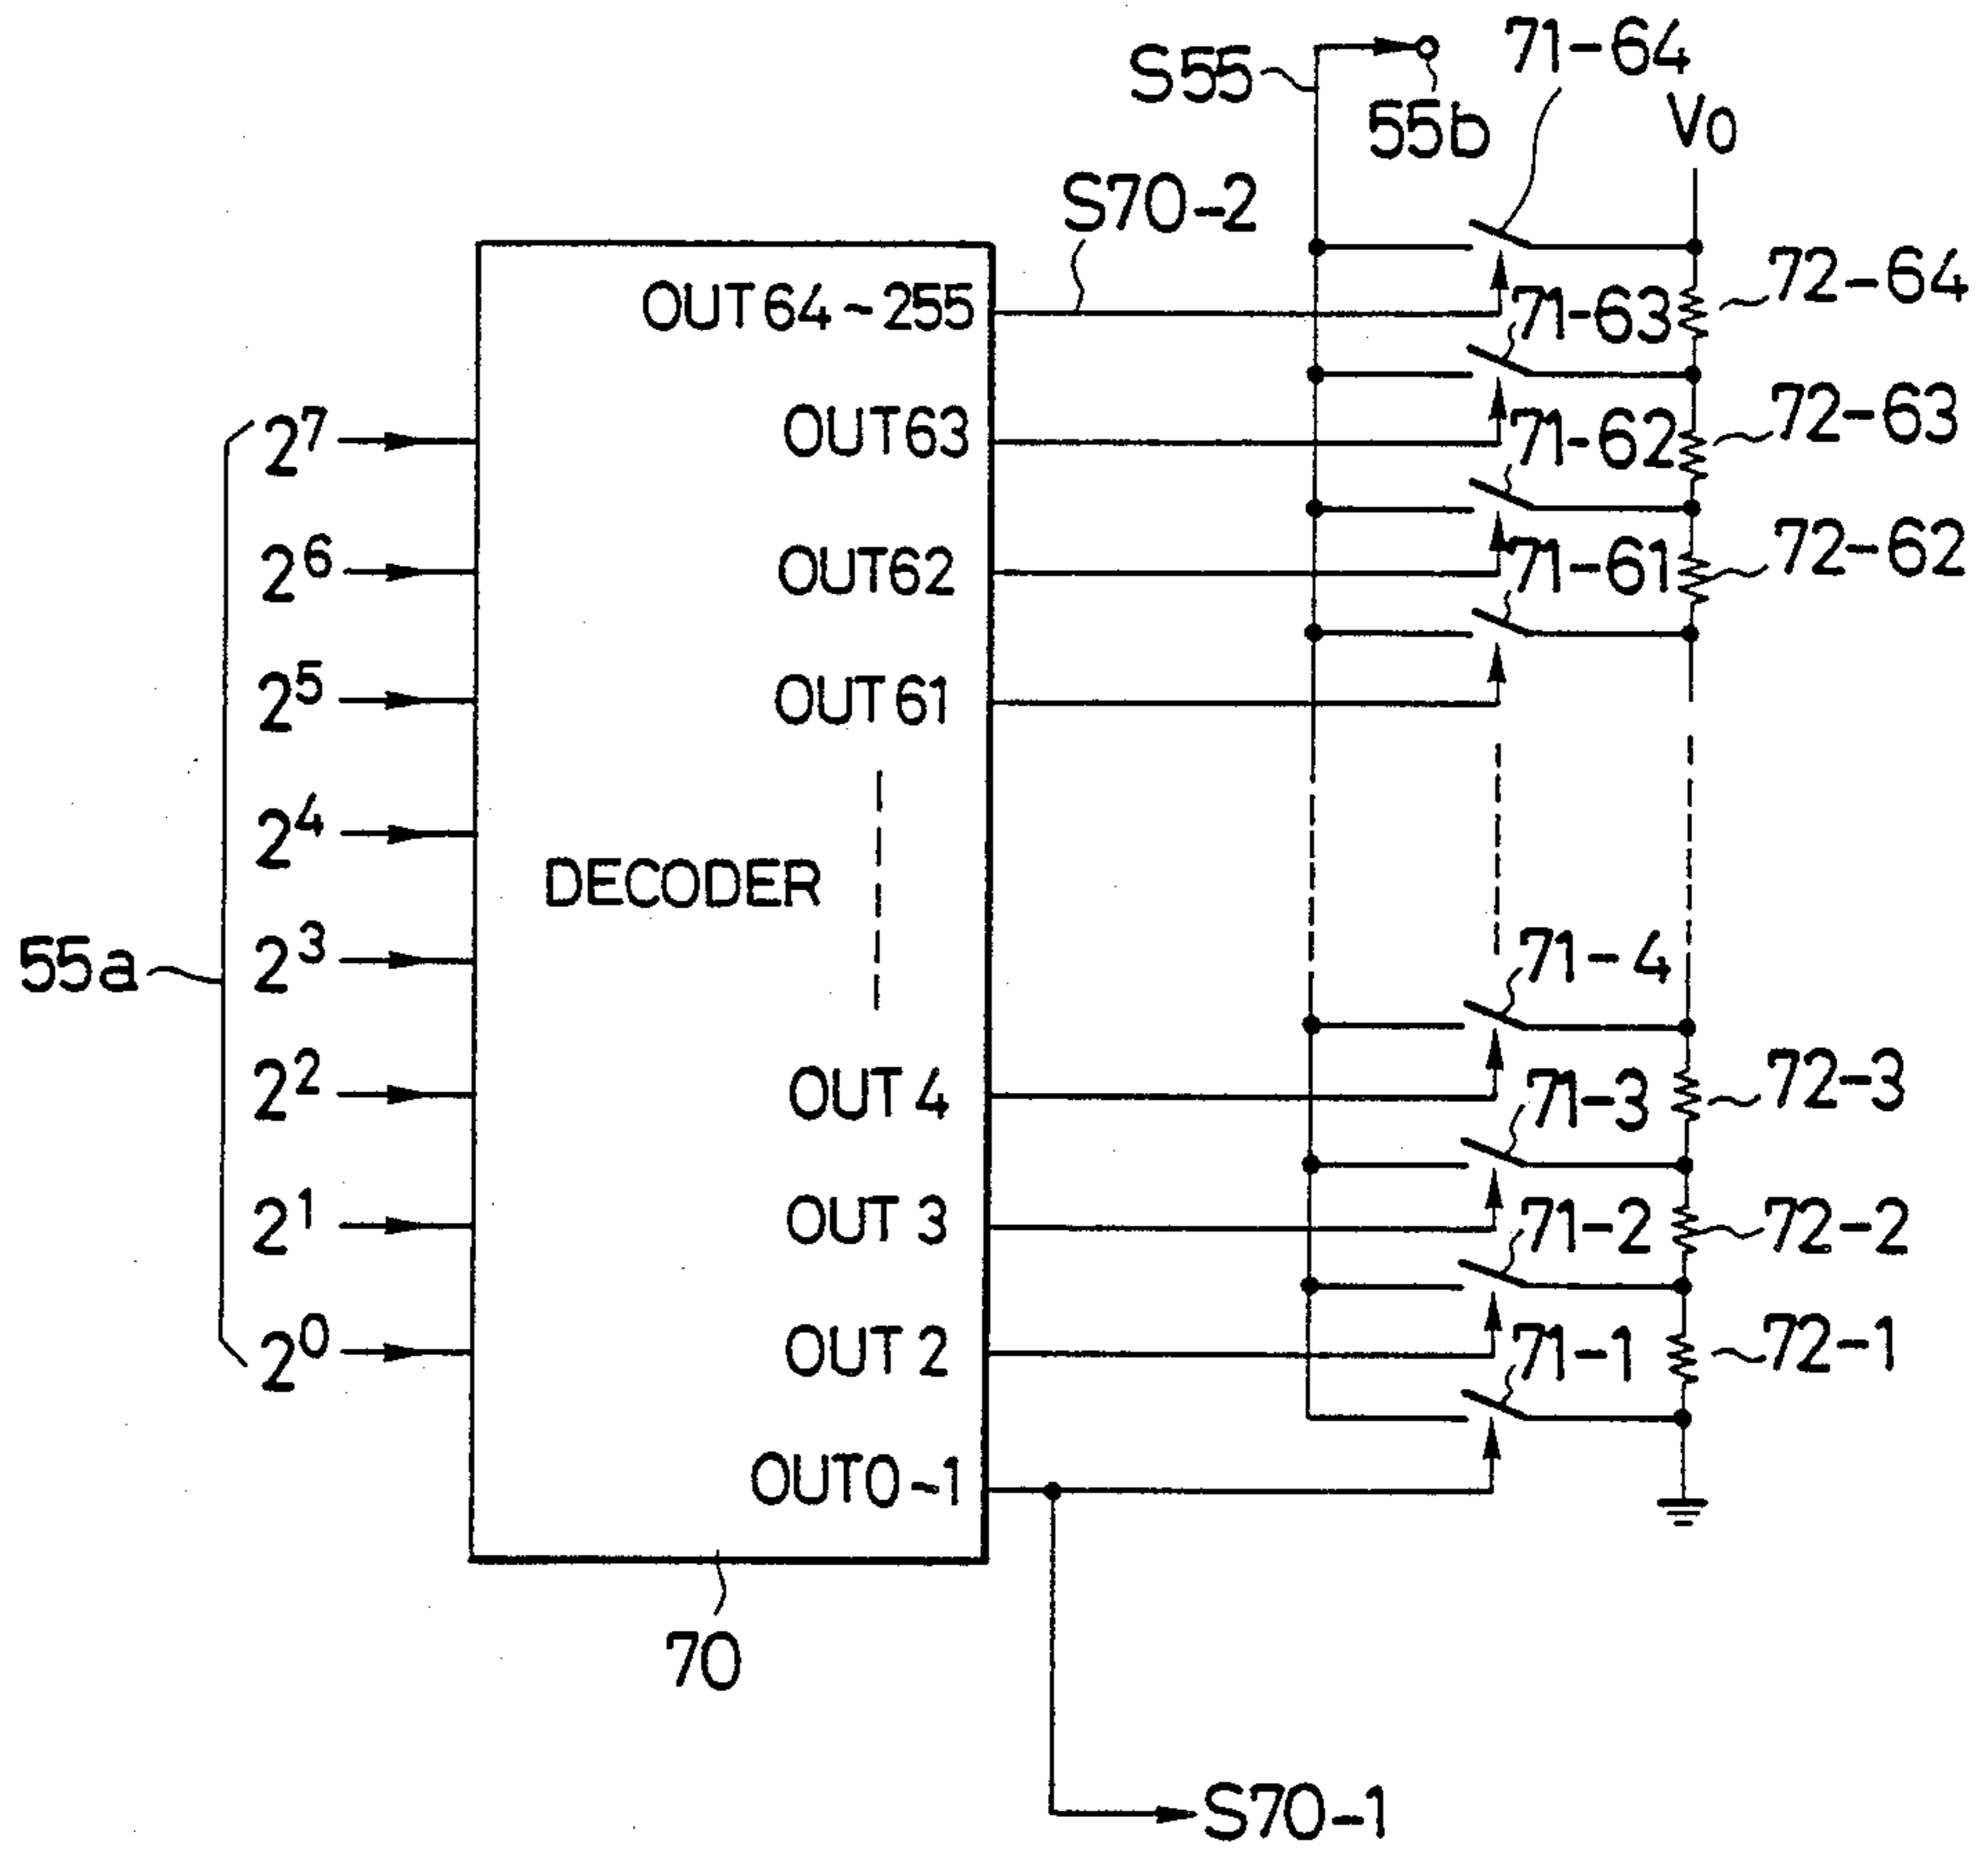 71-64
S55
55b
V0
S70-2
OUT64-255
72-64
71-63
2^7
OUT63
72-63
71-62
2^6
OUT62
72-62
71-61
2^5
OUT61
2^4
DECODER
55a
2^3
71-4
2^2
OUT4
71-3
72-3
2^1
OUT3
71-2
72-2
2^0
OUT2
71-1
72-1
OUT0-1
70
S70-1